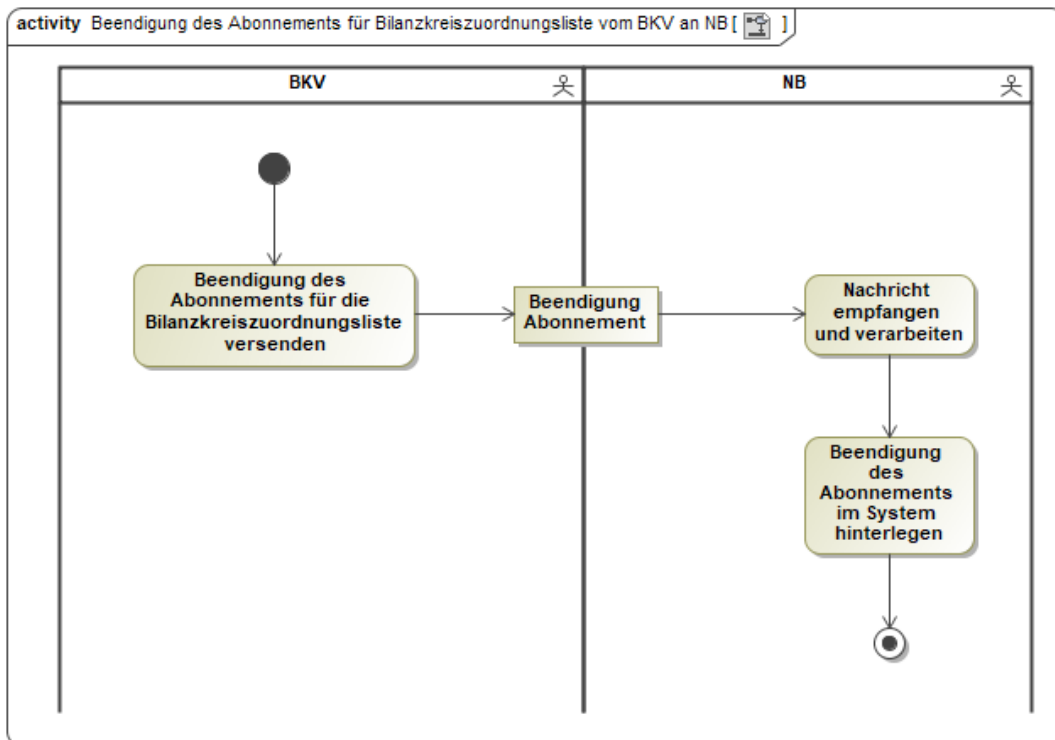 activity Beendigung des Abonnements für Bilanzkreiszuordnungsliste vom BKV an NB [ ]
BKV
NB
Beendigung des
Abonnements für die
Bilanzkreiszuordnungsliste
versenden
Beendigung
Abonnement
Nachricht
empfangen
und verarbeiten
Beendigung
des
Abonnements
im System
hinterlegen